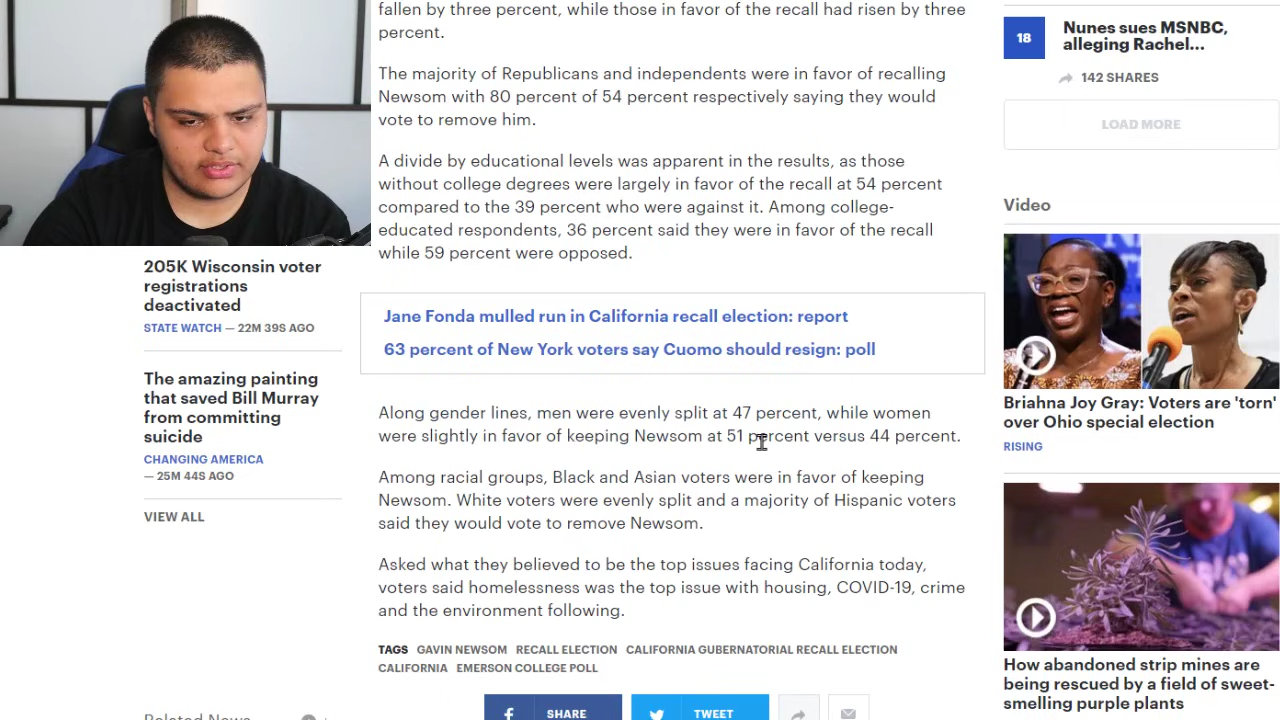 fallen by three percent, while those in favor of the recall had risen by three
percent.
The majority of Republicans and independents were in favor of recalling
Newsom with 80 percent of 54 percent respectively saying they would
vote to remove him.
A divide by educational levels was apparent in the results, as those
without college degrees were largely in favor of the recall at 54 percent
compared to the 39 percent who were against it. Among college-
educated respondents, 36 percent said they were in favor of the recall
while 59 percent were opposed.
Jane Fonda mulled run in California recall election: report
63 percent of New York voters say Cuomo should resign: poll
Along gender lines, men were evenly split at 47 percent, while women
were slightly in favor of keeping Newsom at 51 percent versus 44 percent.
Among racial groups, Black and Asian voters were in favor of keeping
Newsom. White voters were evenly split and a majority of Hispanic voters
said they would vote to remove Newsom.
Asked what they believed to be the top issues facing California today,
voters said homelessness was the top issue with housing, COVID-19, crime
and the environment following.
TAGS GAVIN NEWSOM RECALL ELECTION CALIFORNIA GUBERNATORIAL RECALL ELECTION
CALIFORNIA EMERSON COLLEGE POLL
SHARE
TWEET
205K Wisconsin voter
registrations
deactivated
STATE WATCH — 22M 39S AGO
The amazing painting
that saved Bill Murray
from committing
suicide
CHANGING AMERICA
— 25M 44S AGO
VIEW ALL
Related News
18
Nunes sues MSNBC,
alleging Rachel...
142 SHARES
LOAD MORE
Video
Briahna Joy Gray: Voters are 'torn'
over Ohio special election
RISING
How abandoned strip mines are
being rescued by a field of sweet-
smelling purple plants